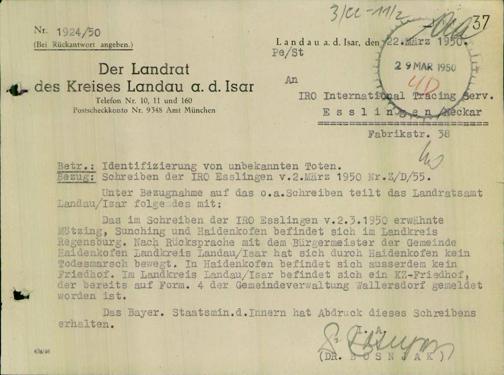 3/CC-11/2
37
Nr. 1924/50
(Bei Rückantwort angeben.)
Landau a.d. Isar, den 22.März 1950.
Pe/St
29 MAR 1950
Der Landrat
des Kreises Landau a. d. Isar
Telefon Nr. 10, 11 und 160
Postscheckkonto Nr. 9348 Amt München
An
IRO International Tracing Serv.
Esslingen/Neckar
Fabrikstr. 38
Betr.: Identifizierung von unbekannten Toten.
Bezug: Schreiben der IRO Esslingen v.2.März 1950 Nr.Z/D/55.
Unter Bezugnahme auf das o.a.Schreiben teilt das Landratsamt
Landau/Isar folgendes mit:
Das im Schreiben der IRO Esslingen v.2.3.1950 erwähnte
Mötzing, Sunching und Haidenkofen befindet sich im Landkreis
Regensburg. Nach Rücksprache mit dem Bürgermeister der Gemeinde
Haidenkofen Landkreis Landau/Isar hat sich durch Haidenkofen kein
Todesmarsch bewegt. In Haidenkofen befindet sich ausserdem kein
Friedhof. Im Landkreis Landau/Isar befindet sich ein KZ-Friedhof,
der bereits auf Form. 4 der Gemeindeverwaltung Wallersdorf gemeldet
worden ist.
Das Bayer. Staatsmin.d.Innern hat Abdruck dieses Schreibens
erhalten.
(DR. BOSNJAK)